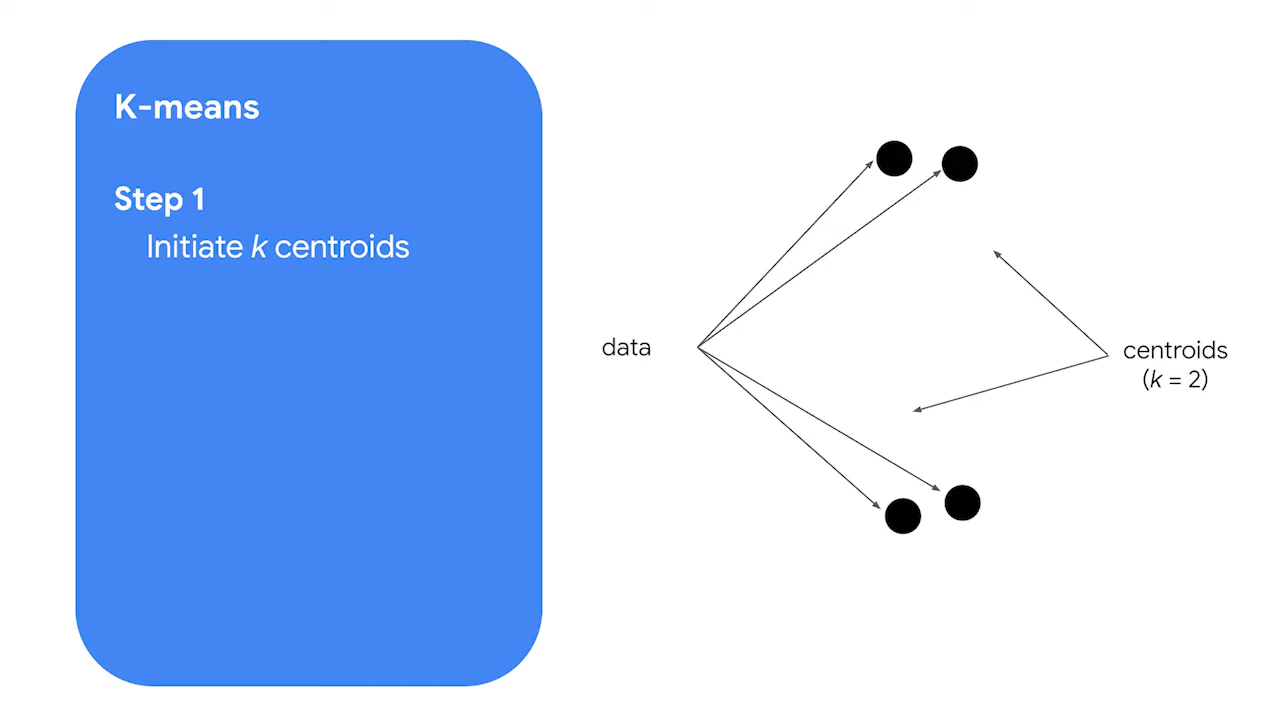 K-means
Step 1
Initiate k centroids
data
centroids
(k = 2)